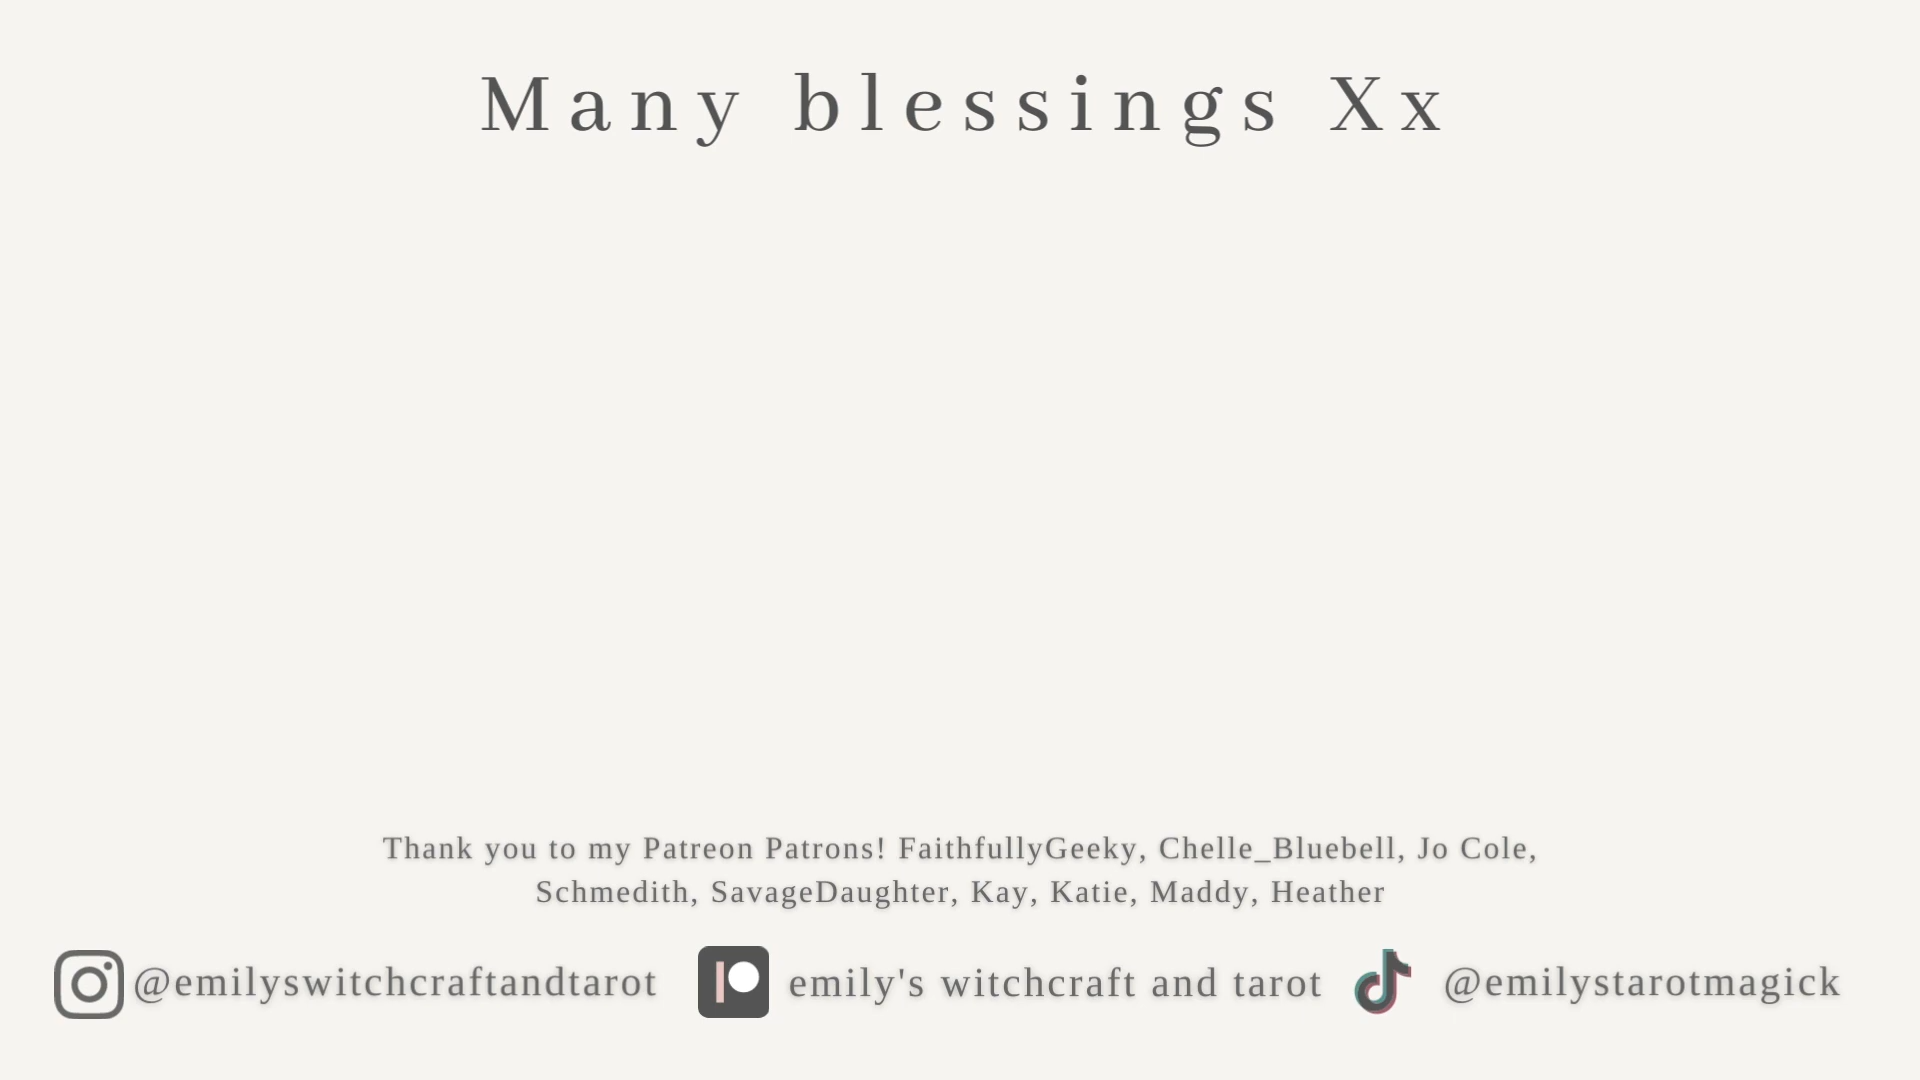 Many blessings Xx
Thank you to my Patreon Patrons! FaithfullyGeeky, Chelle_Bluebell, Jo Cole,
Schmedith, SavageDaughter, Kay, Katie, Maddy, Heather
@emilyswitchcraftandtarot emily's witchcraft and tarot @emilystarotmagick